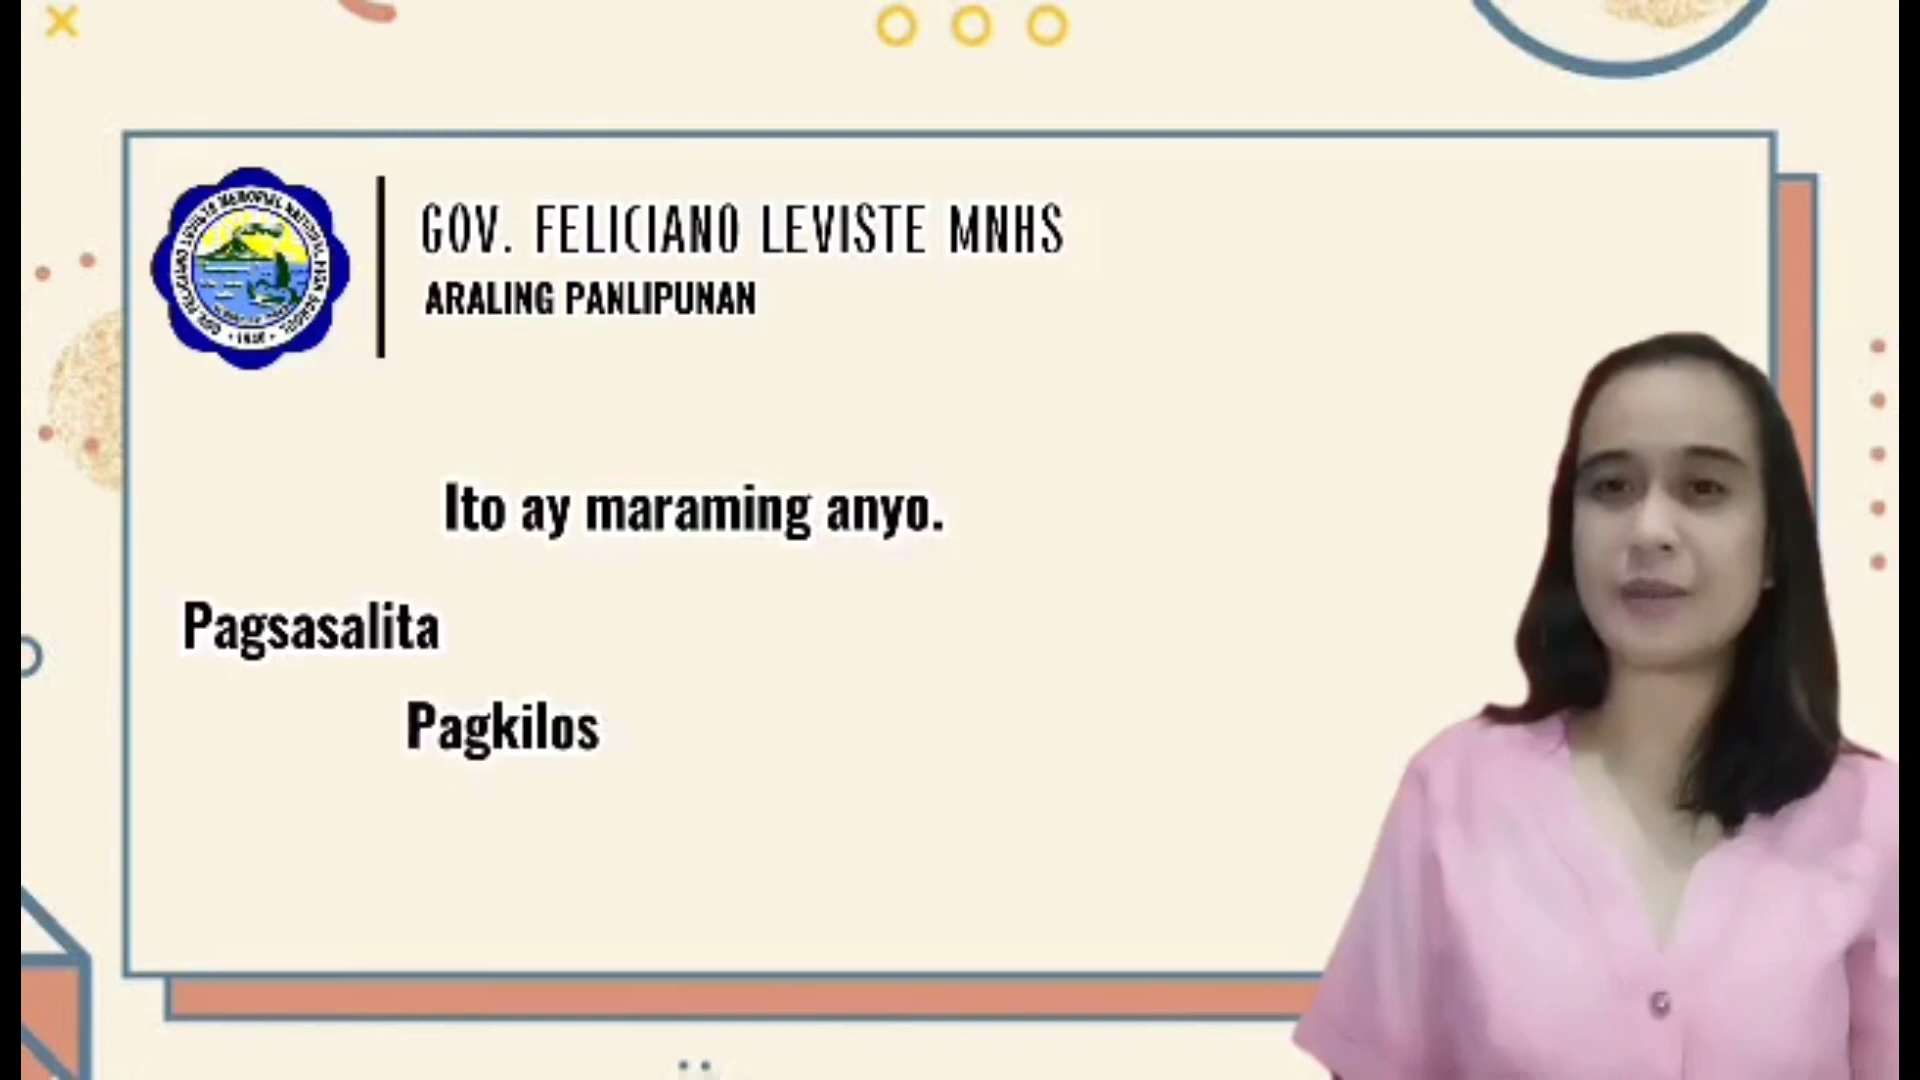 GOV. FELICIANO LEVISTE MNHS
ARALING PANLIPUNAN
Ito ay maraming anyo.
Pagsasalita
Pagkilos